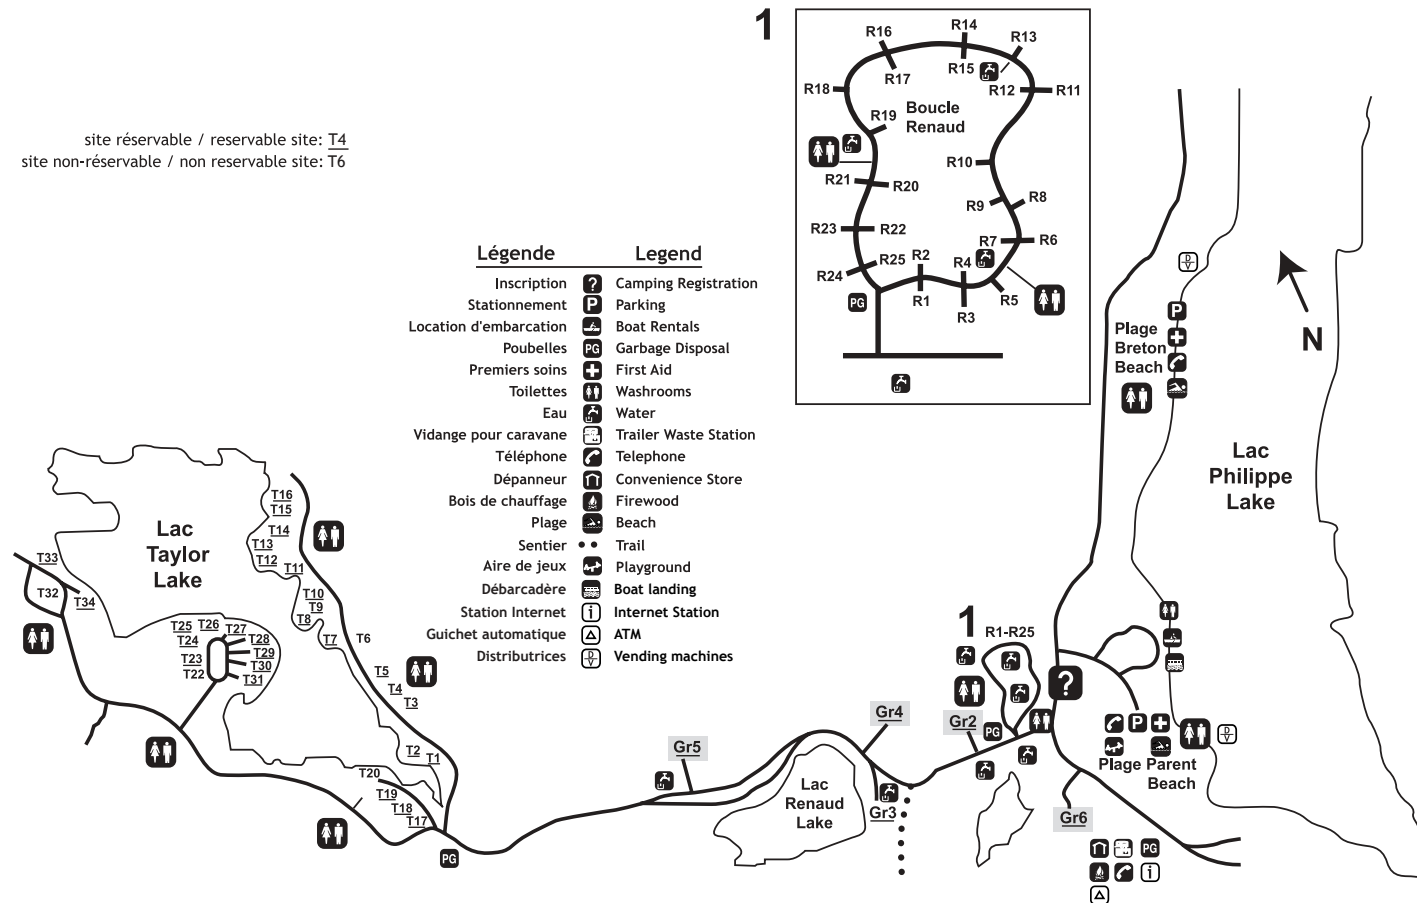 site réservable / reservable site: T4
site non-réservable / non reservable site: T6
1
R16
R14
R13
R17
R15
R18
R12
R11
R19
Boucle
Renaud
R10
R21
R20
R9
R8
R23
R22
R7
R6
R24
R25
R2
R4
R1
R3
R5
PG
Légende Legend
Inscription ? Camping Registration
Stationnement P Parking
Location d'embarcation Boat Rentals
Poubelles PG Garbage Disposal
Premiers soins First Aid
Toilettes Washrooms
Eau Water
Vidange pour caravane Trailer Waste Station
Téléphone Telephone
Dépanneur Convenience Store
Bois de chauffage Firewood
Plage Beach
Sentier Trail
Aire de jeux Playground
Débarcadère Boat landing
Station Internet i Internet Station
Guichet automatique ATM
Distributrices D/V Vending machines
D/V
P
Plage
Breton
Beach
N
Lac
Philippe
Lake
Lac
Taylor
Lake
T16
T15
T14
T13
T12
T11
T10
T9
T8
T7
T6
T5
T4
T3
T2
T1
T33
T32
T34
T25
T26
T27
T24
T28
T23
T29
T22
T30
T31
T20
T19
T18
T17
PG
Gr5
Gr4
Gr3
Lac
Renaud
Lake
1
R1-R25
Gr2
PG
?
P
D/V
Plage Parent
Beach
Gr6
PG
i